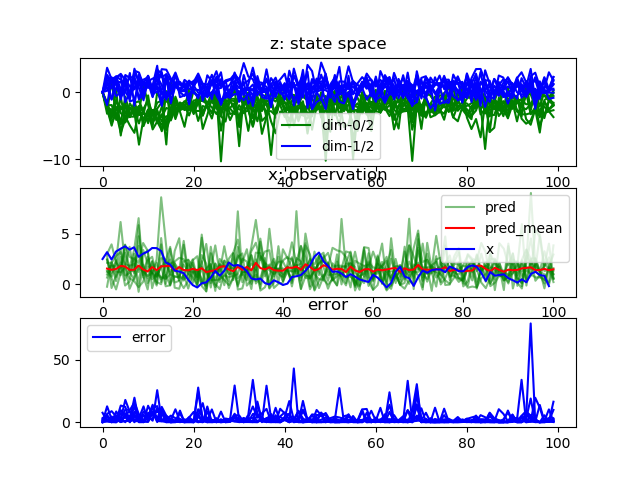 z: state space
0
−10
dim-0/2
dim-1/2
0 20 40 60 80 100
x: observation
5
0
pred
pred_mean
x
0 20 40 60 80 100
error
50
0
error
0 20 40 60 80 100